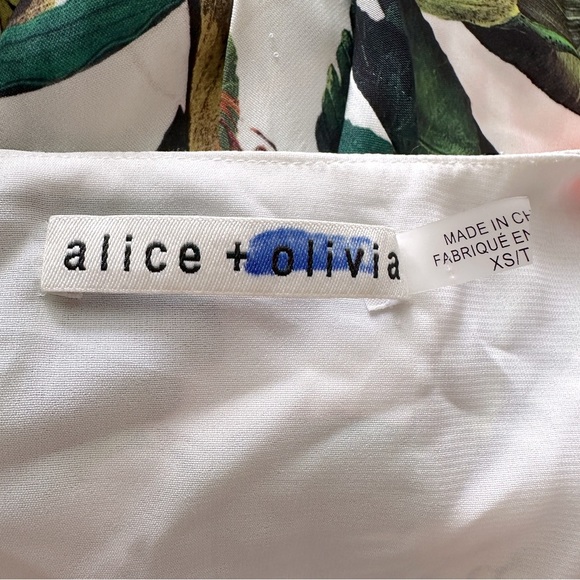 alice + olivia
MADE IN CH
FABRIQUÉ EN
XS/T